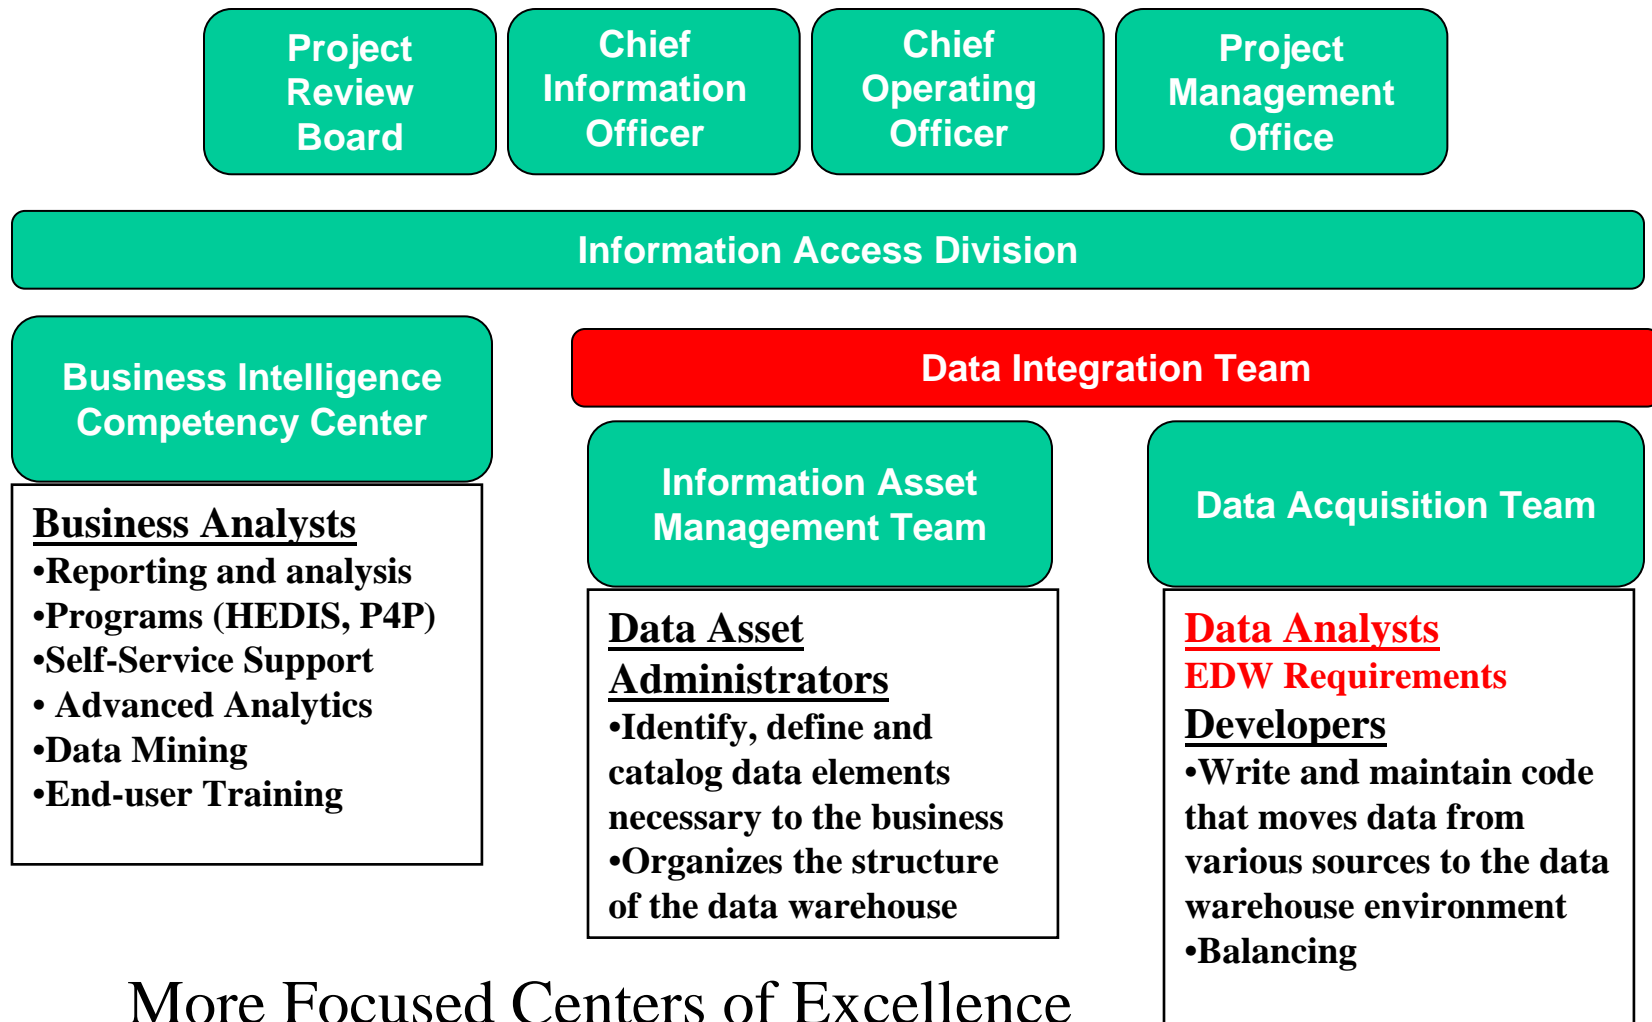 Project
Review
Board
Chief
Information
Officer
Chief
Operating
Officer
Project
Management
Office
Information Access Division
Business Intelligence
Competency Center
Data Integration Team
Information Asset
Management Team
Data Acquisition Team
Business Analysts
•Reporting and analysis
•Programs (HEDIS, P4P)
•Self-Service Support
• Advanced Analytics
•Data Mining
•End-user Training
Data Asset
Administrators
•Identify, define and
catalog data elements
necessary to the business
•Organizes the structure
of the data warehouse
Data Analysts
EDW Requirements
Developers
•Write and maintain code
that moves data from
various sources to the data
warehouse environment
•Balancing
More Focused Centers of Excellence